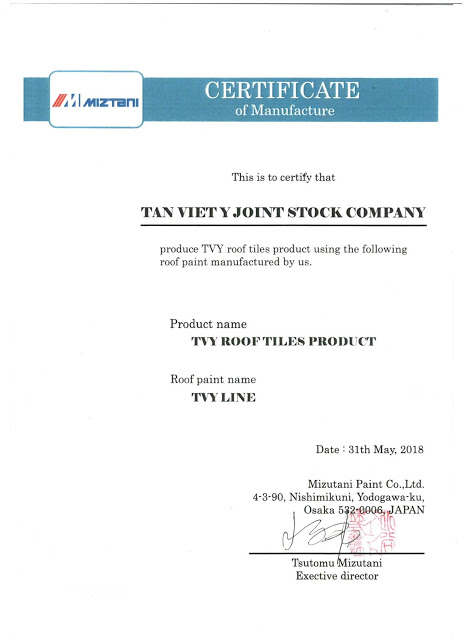 MIZTANI
CERTIFICATE
of Manufacture
This is to certify that
TAN VIET Y JOINT STOCK COMPANY
produce TVY roof tiles product using the following
roof paint manufactured by us.
Product name
TVY ROOF TILES PRODUCT
Roof paint name
TVY LINE
Date : 31th May, 2018
Mizutani Paint Co.,Ltd.
4-3-90, Nishimikuni, Yodogawa-ku,
Osaka 532-0006, JAPAN
Tsutomu Mizutani
Exective director